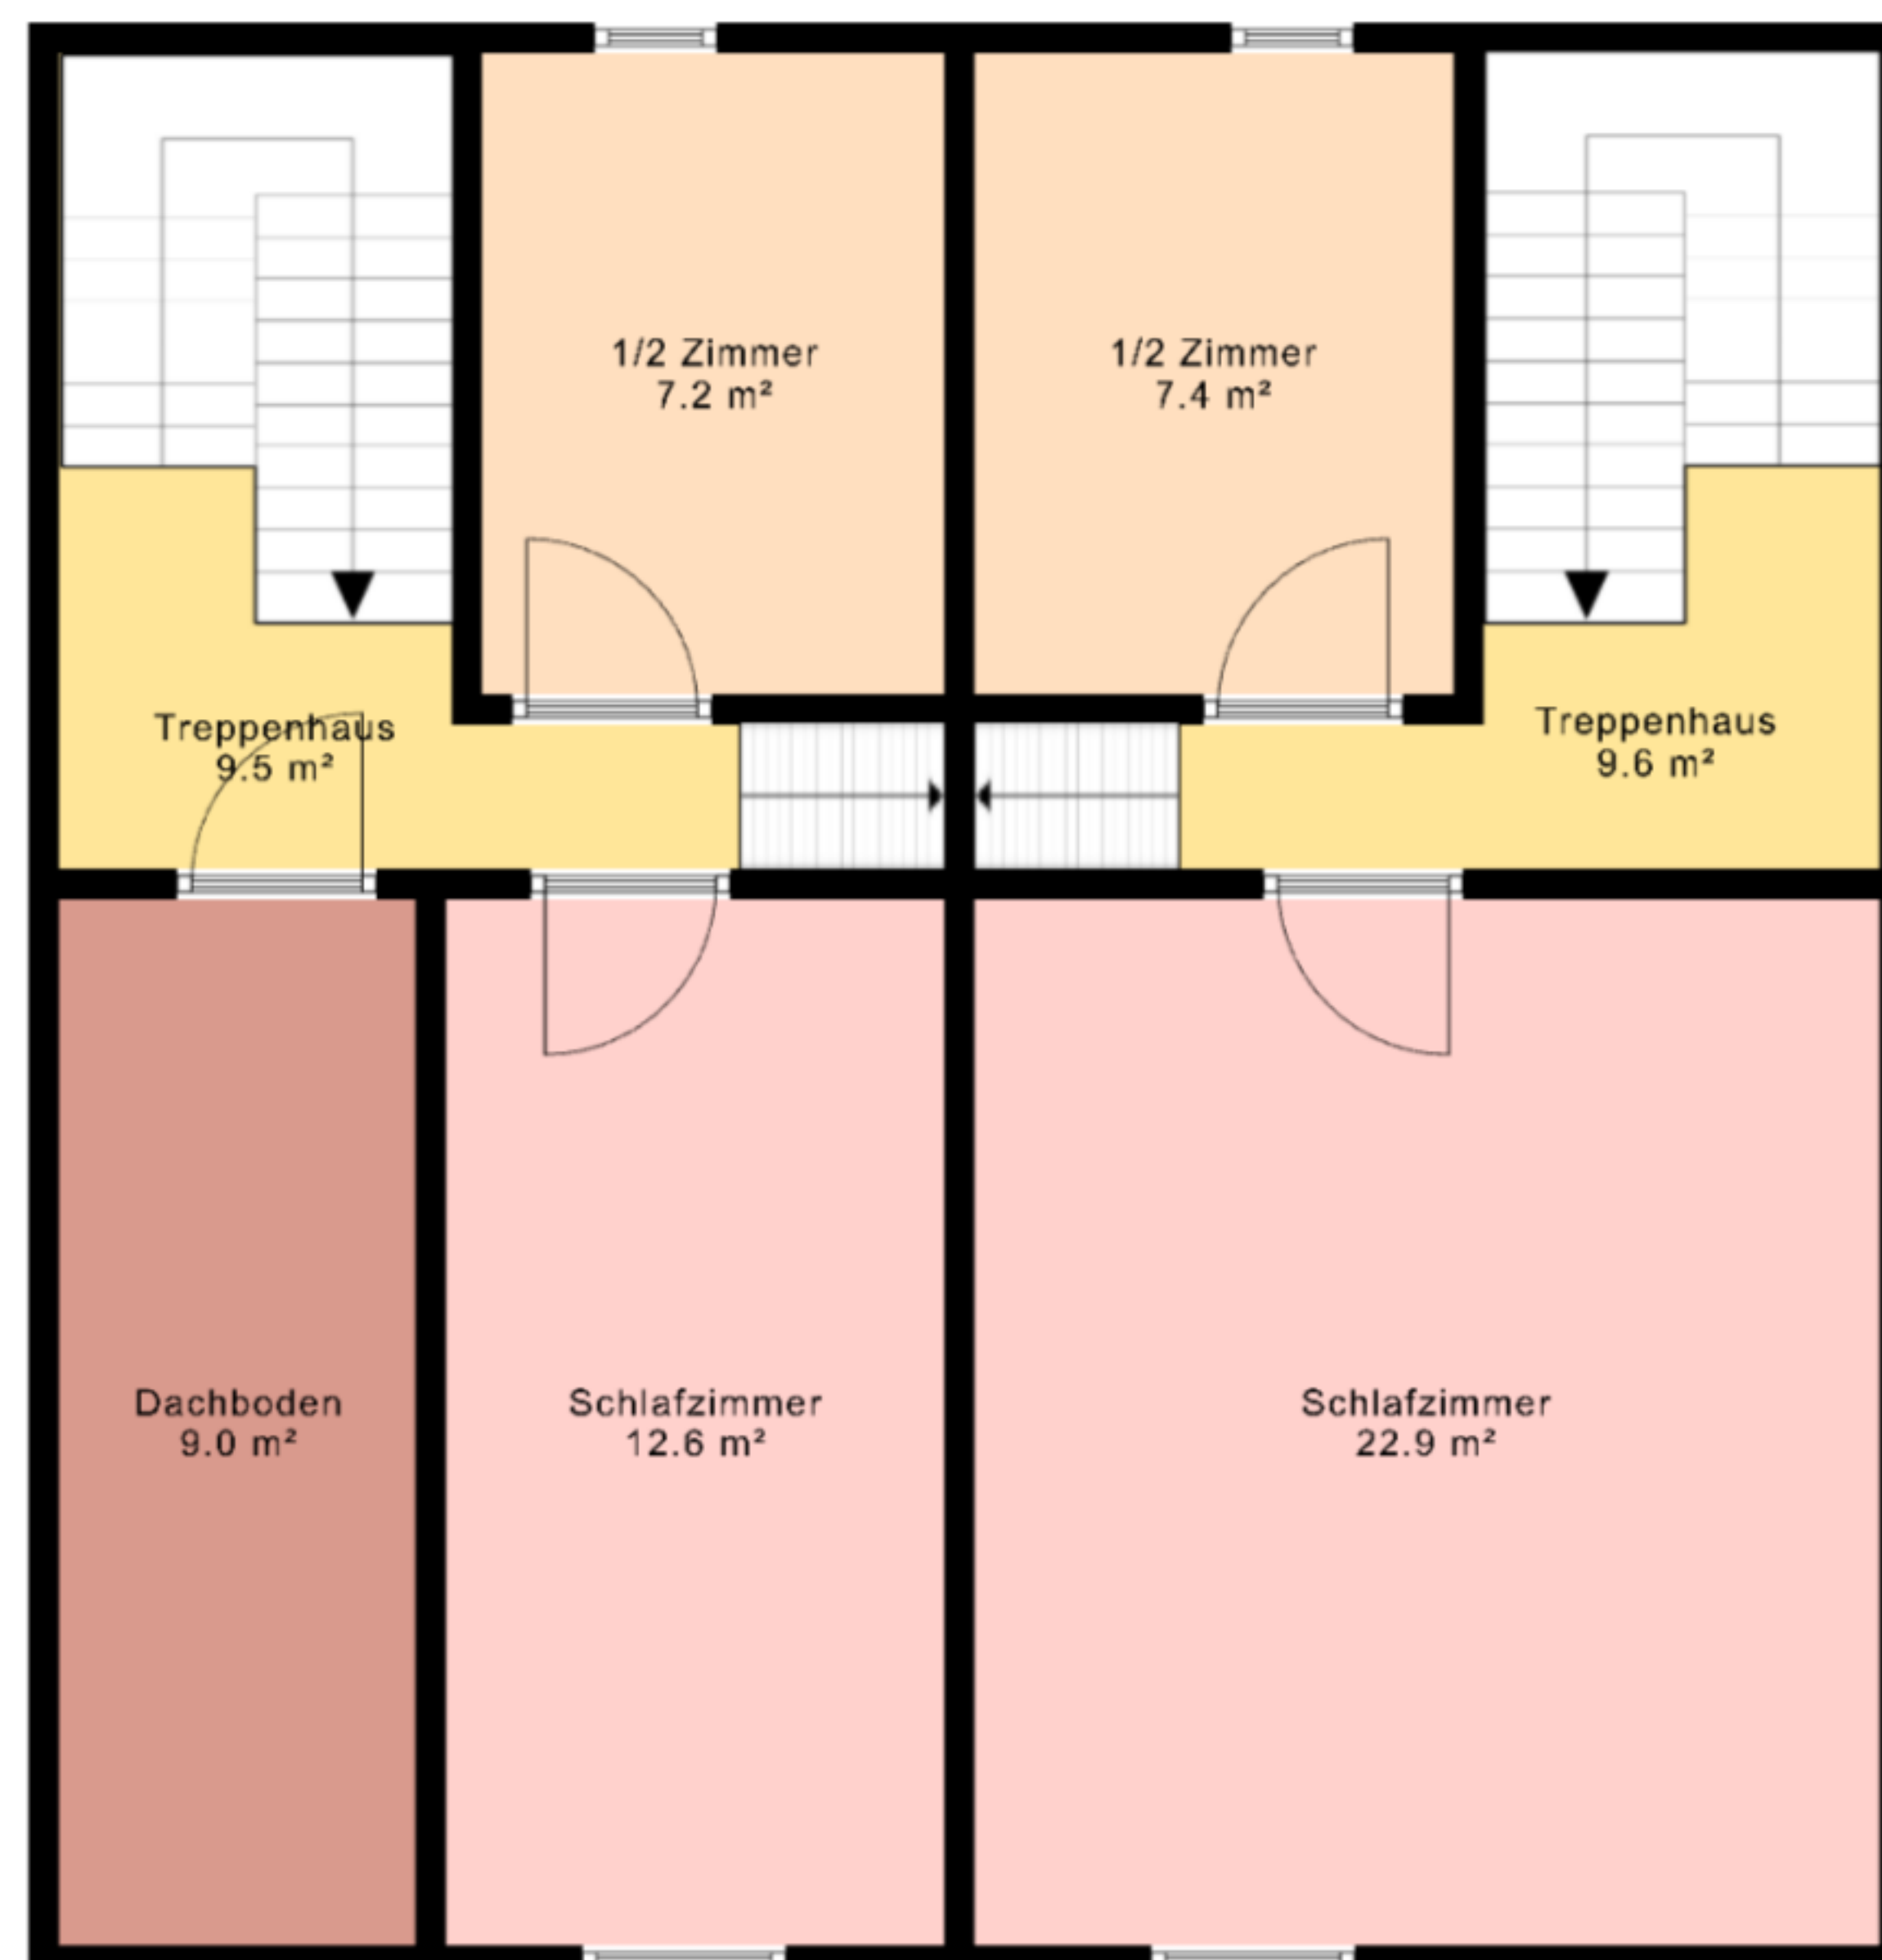 1/2 Zimmer
7.2 m²
1/2 Zimmer
7.4 m²
Treppenhaus
9.5 m²
Treppenhaus
9.6 m²
Dachboden
9.0 m²
Schlafzimmer
12.6 m²
Schlafzimmer
22.9 m²